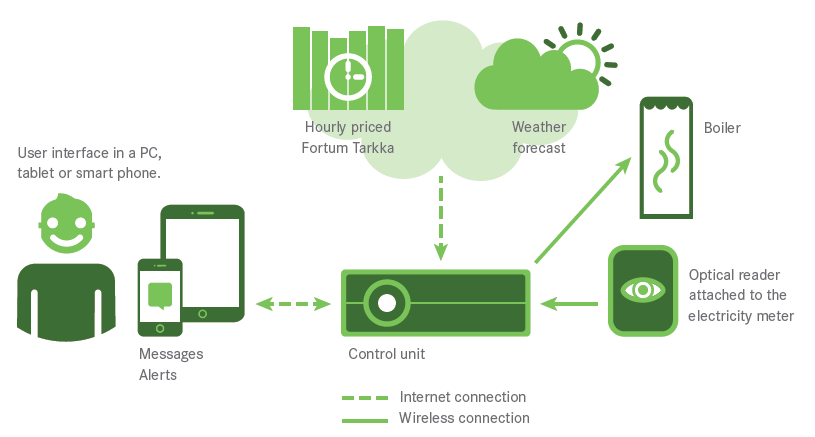 Hourly priced
Fortum Tarkka
Weather
forecast
Boiler
User interface in a PC,
tablet or smart phone.
Optical reader
attached to the
electricity meter
Messages
Alerts
Control unit
Internet connection
Wireless connection